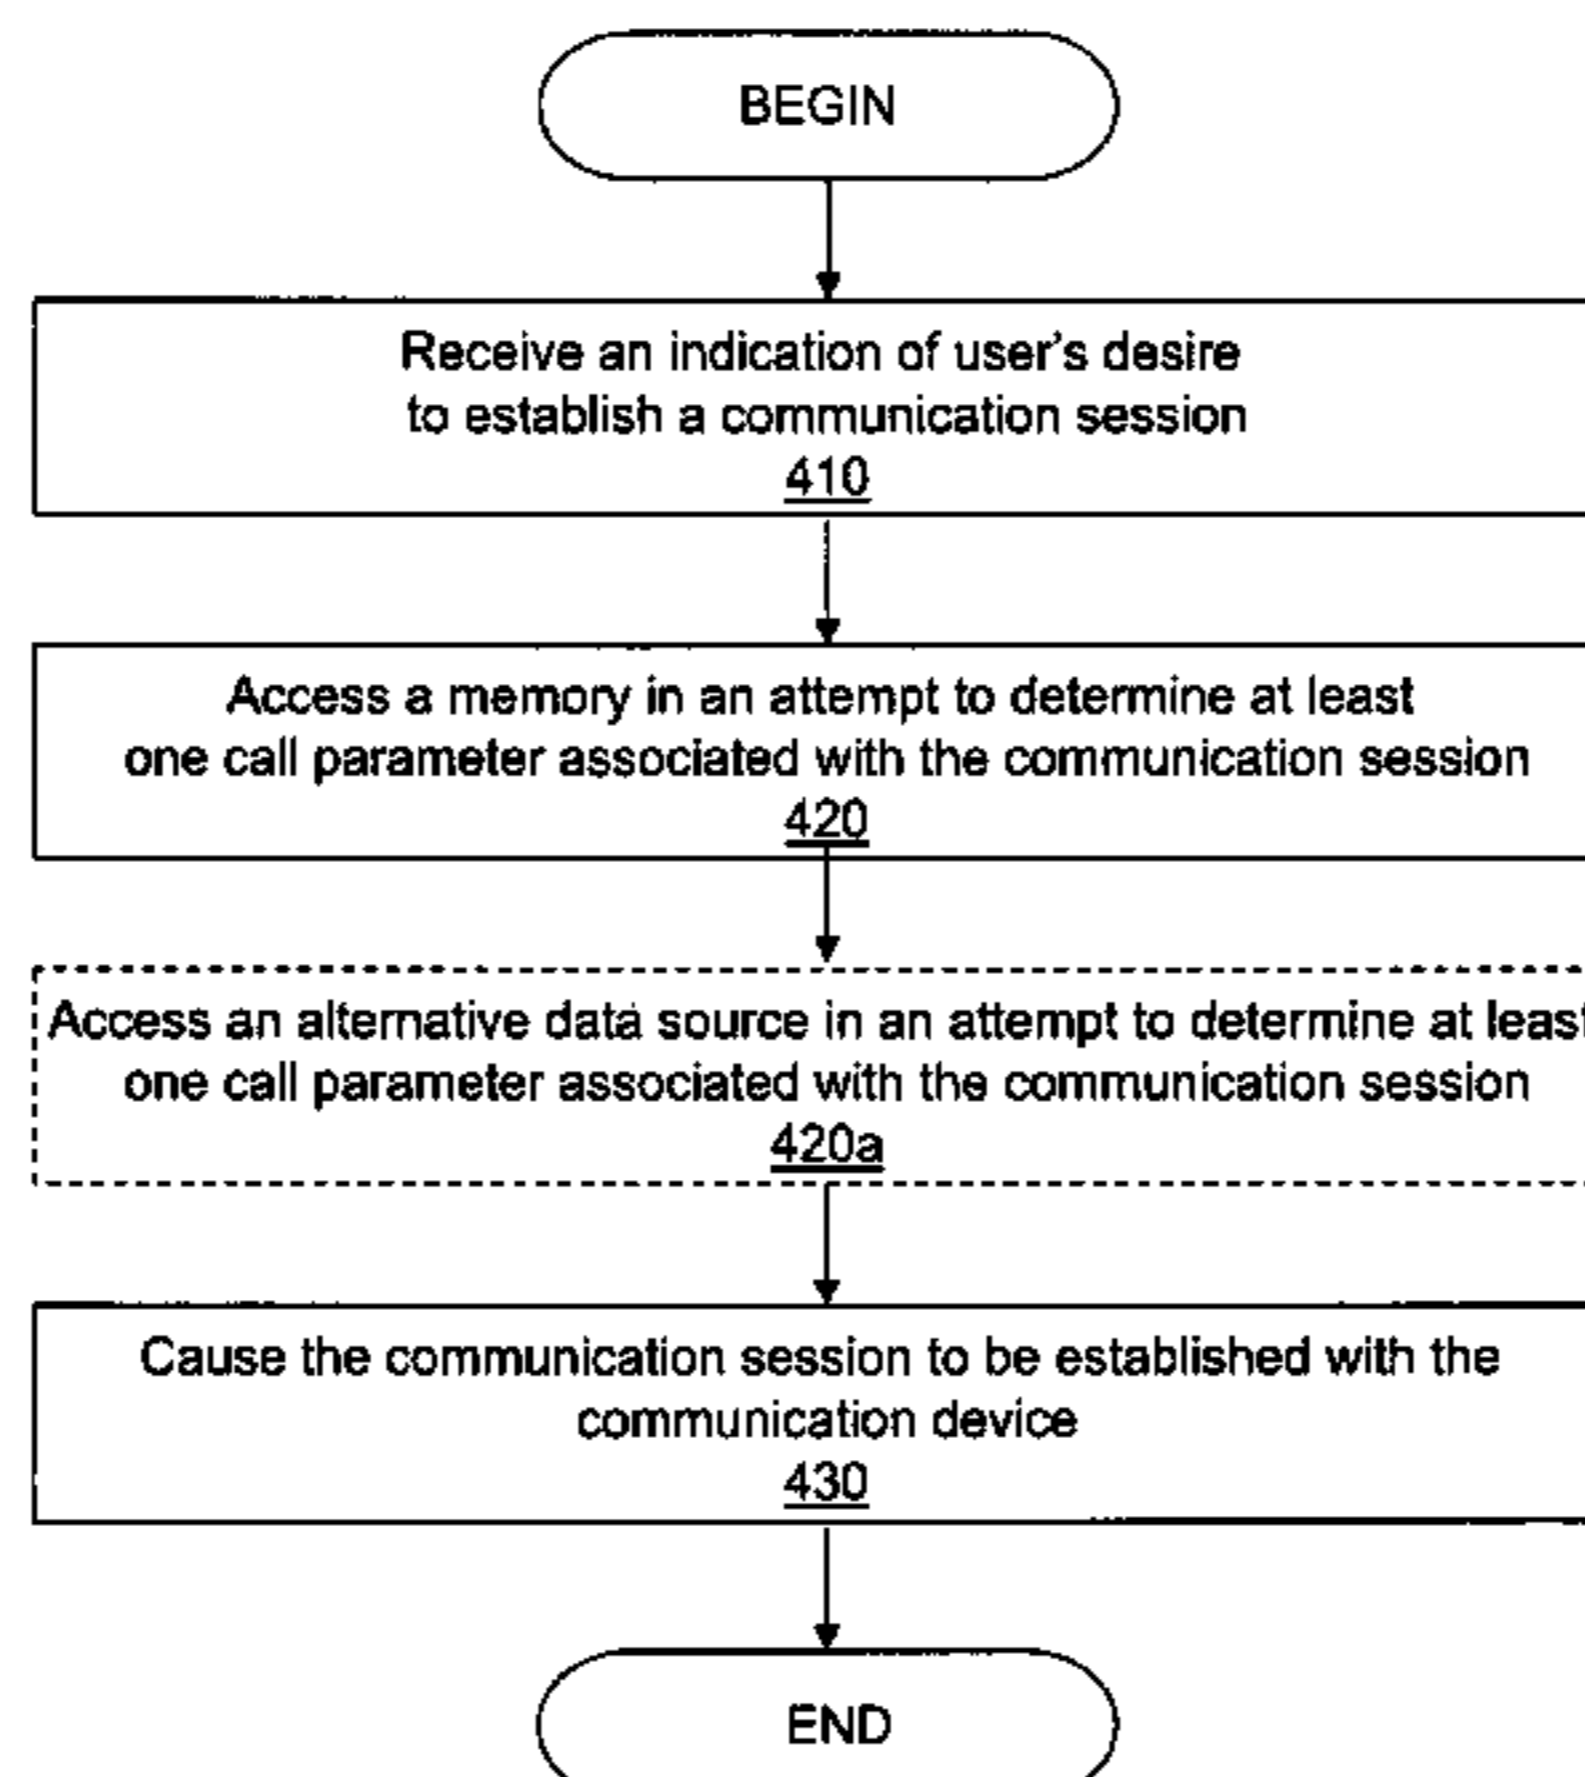 BEGIN
Receive an indication of user's desire
to establish a communication session
410
Access a memory in an attempt to determine at least
one call parameter associated with the communication session
420
Access an alternative data source in an attempt to determine at least
one call parameter associated with the communication session
420a
Cause the communication session to be established with the
communication device
430
END